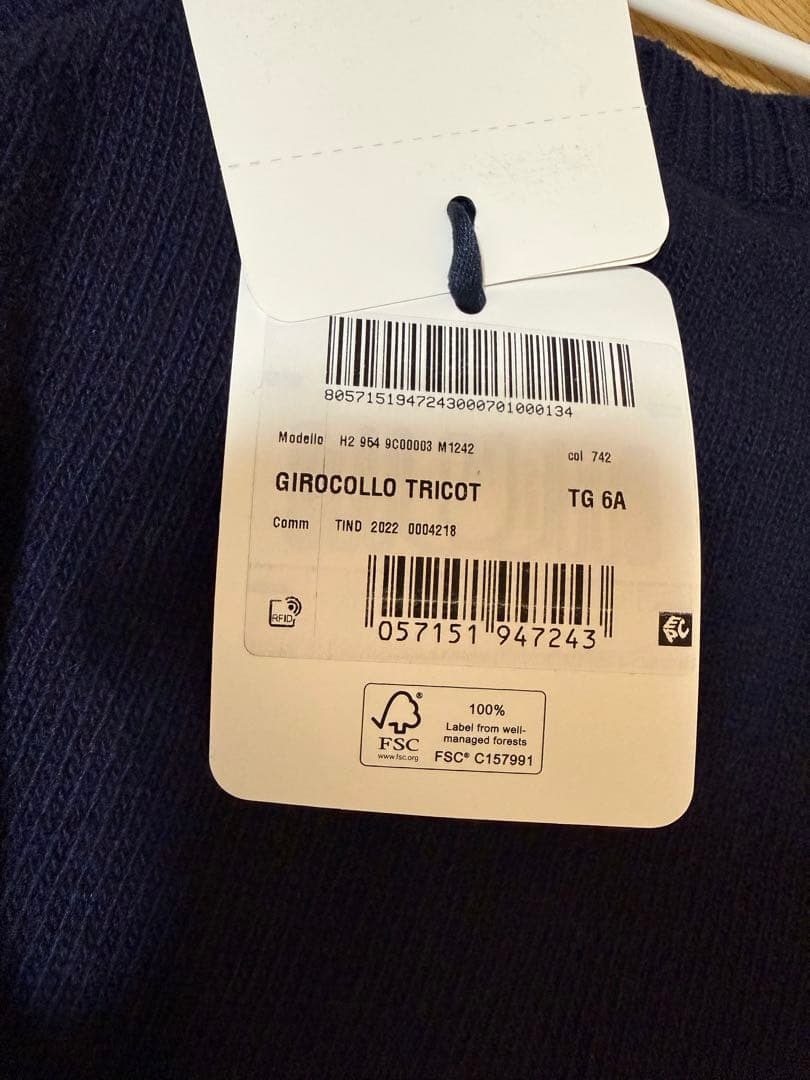 8057151947243000701000134
Modello H2 954 9C00003 M1242
col 742
GIROCOLLO TRICOT
TG 6A
Comm TIND 2022 0004218
RFID
057151 947243
EPC
FSC®
www.fsc.org
100%
Label from well-
managed forests
FSC® C157991